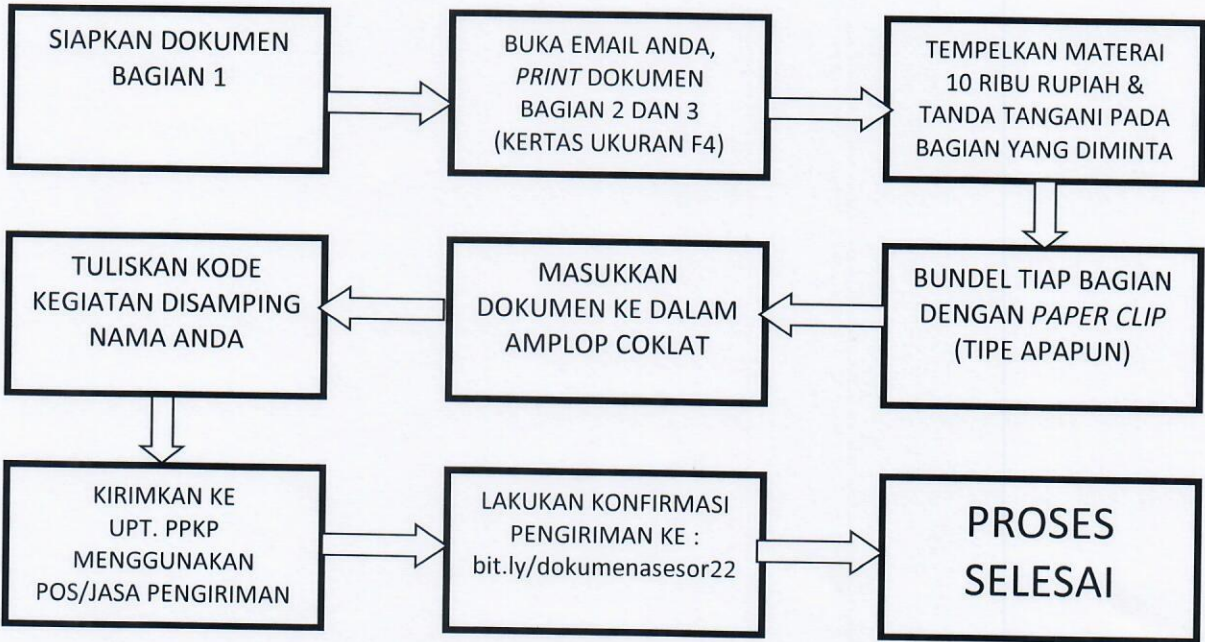 SIAPKAN DOKUMEN
BAGIAN 1
BUKA EMAIL ANDA,
PRINT DOKUMEN
BAGIAN 2 DAN 3
(KERTAS UKURAN F4)
TEMPELKAN MATERAI
10 RIBU RUPIAH &
TANDA TANGANI PADA
BAGIAN YANG DIMINTA
BUNDEL TIAP BAGIAN
DENGAN PAPER CLIP
(TIPE APAPUN)
MASUKKAN
DOKUMEN KE DALAM
AMPLOP COKLAT
TULISKAN KODE
KEGIATAN DISAMPING
NAMA ANDA
KIRIMKAN KE
UPT. PPKP
MENGGUNAKAN
POS/JASA PENGIRIMAN
LAKUKAN KONFIRMASI
PENGIRIMAN KE :
bit.ly/dokumenasesor22
PROSES
SELESAI